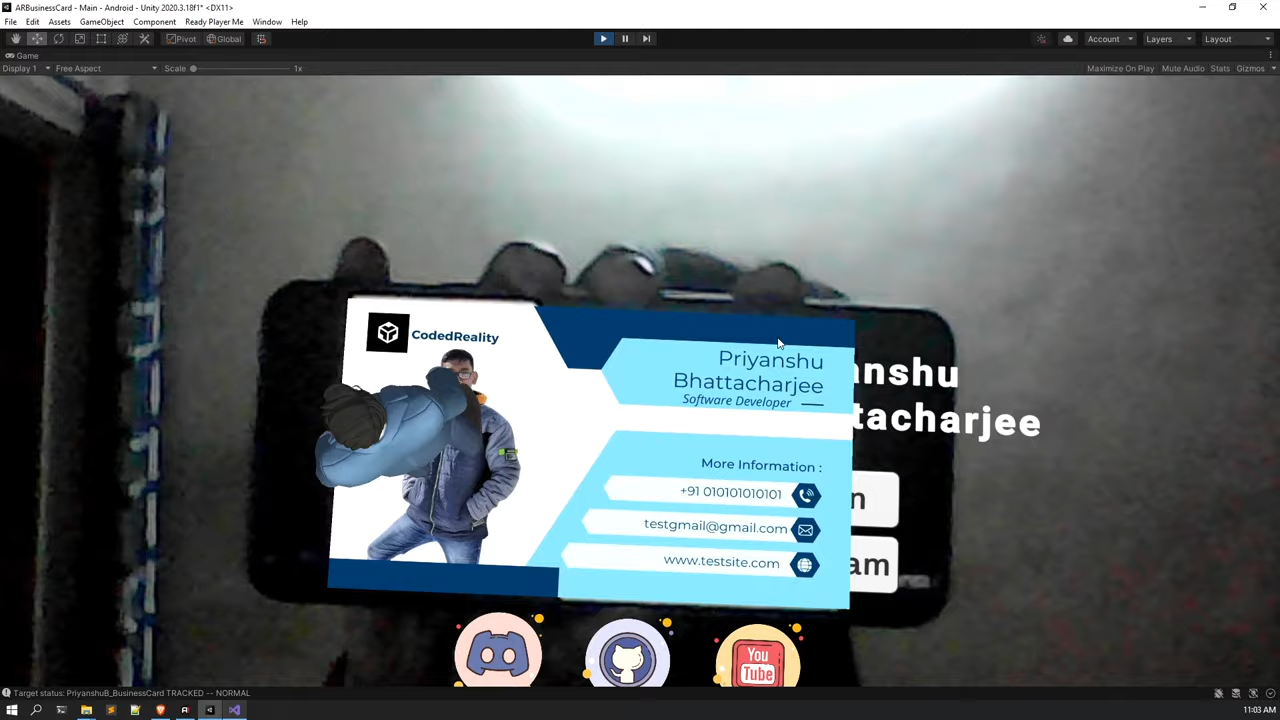 ARBusinessCard - Main - Android - Unity 2020.3.18f1* <DX11>
File Edit Assets GameObject Component Ready Player Me Window Help
Pivot Global Account Layers Layout
Game
Display 1 Free Aspect Scale 1x Maximize On Play Mute Audio Stats Gizmos
CodedReality
Priyanshu
Bhattacharjee
Software Developer
anshu
tacharjee
More Information :
+91 010101010101
n
testgmail@gmail.com
www.testsite.com
am
You
Tube
Target status: PriyanshuB_BusinessCard TRACKED -- NORMAL
11:03 AM